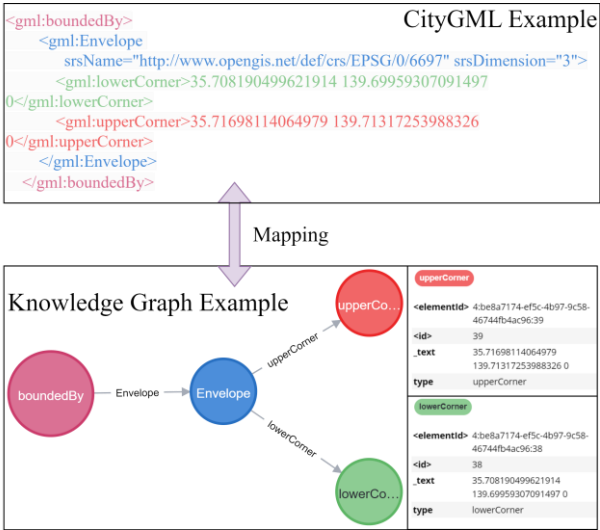 <gml:boundedBy>
CityGML Example
<gml:Envelope
srsName="http://www.opengis.net/def/crs/EPSG/0/6697" srsDimension="3">
<gml:lowerCorner>35.708190499621914 139.69959307091497
0</gml:lowerCorner>
<gml:upperCorner>35.71698114064979 139.71317253988326
0</gml:upperCorner>
</gml:Envelope>
</gml:boundedBy>
Mapping
Knowledge Graph Example
boundedBy
Envelope
Envelope
upperCorner
upperCo...
lowerCorner
lowerCo...
upperCorner
<elementId> 4:be8a7174-ef5c-4b97-9c58-
46744fb4ac96:39
<id> 39
_text 35.71698114064979
139.71317253988326 0
type upperCorner
lowerCorner
<elementId> 4:be8a7174-ef5c-4b97-9c58-
46744fb4ac96:38
<id> 38
_text 35.708190499621914
139.69959307091497 0
type lowerCorner